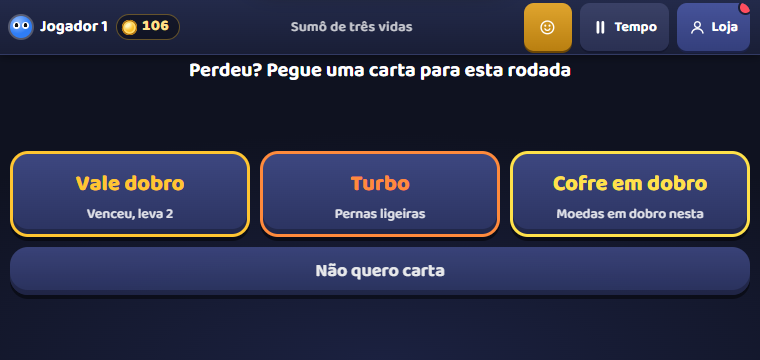 Jogador 1
106
Sumô de três vidas
Tempo
Loja
Perdeu? Pegue uma carta para esta rodada
Vale dobro
Venceu, leva 2
Turbo
Pernas ligeiras
Cofre em dobro
Moedas em dobro nesta
Não quero carta